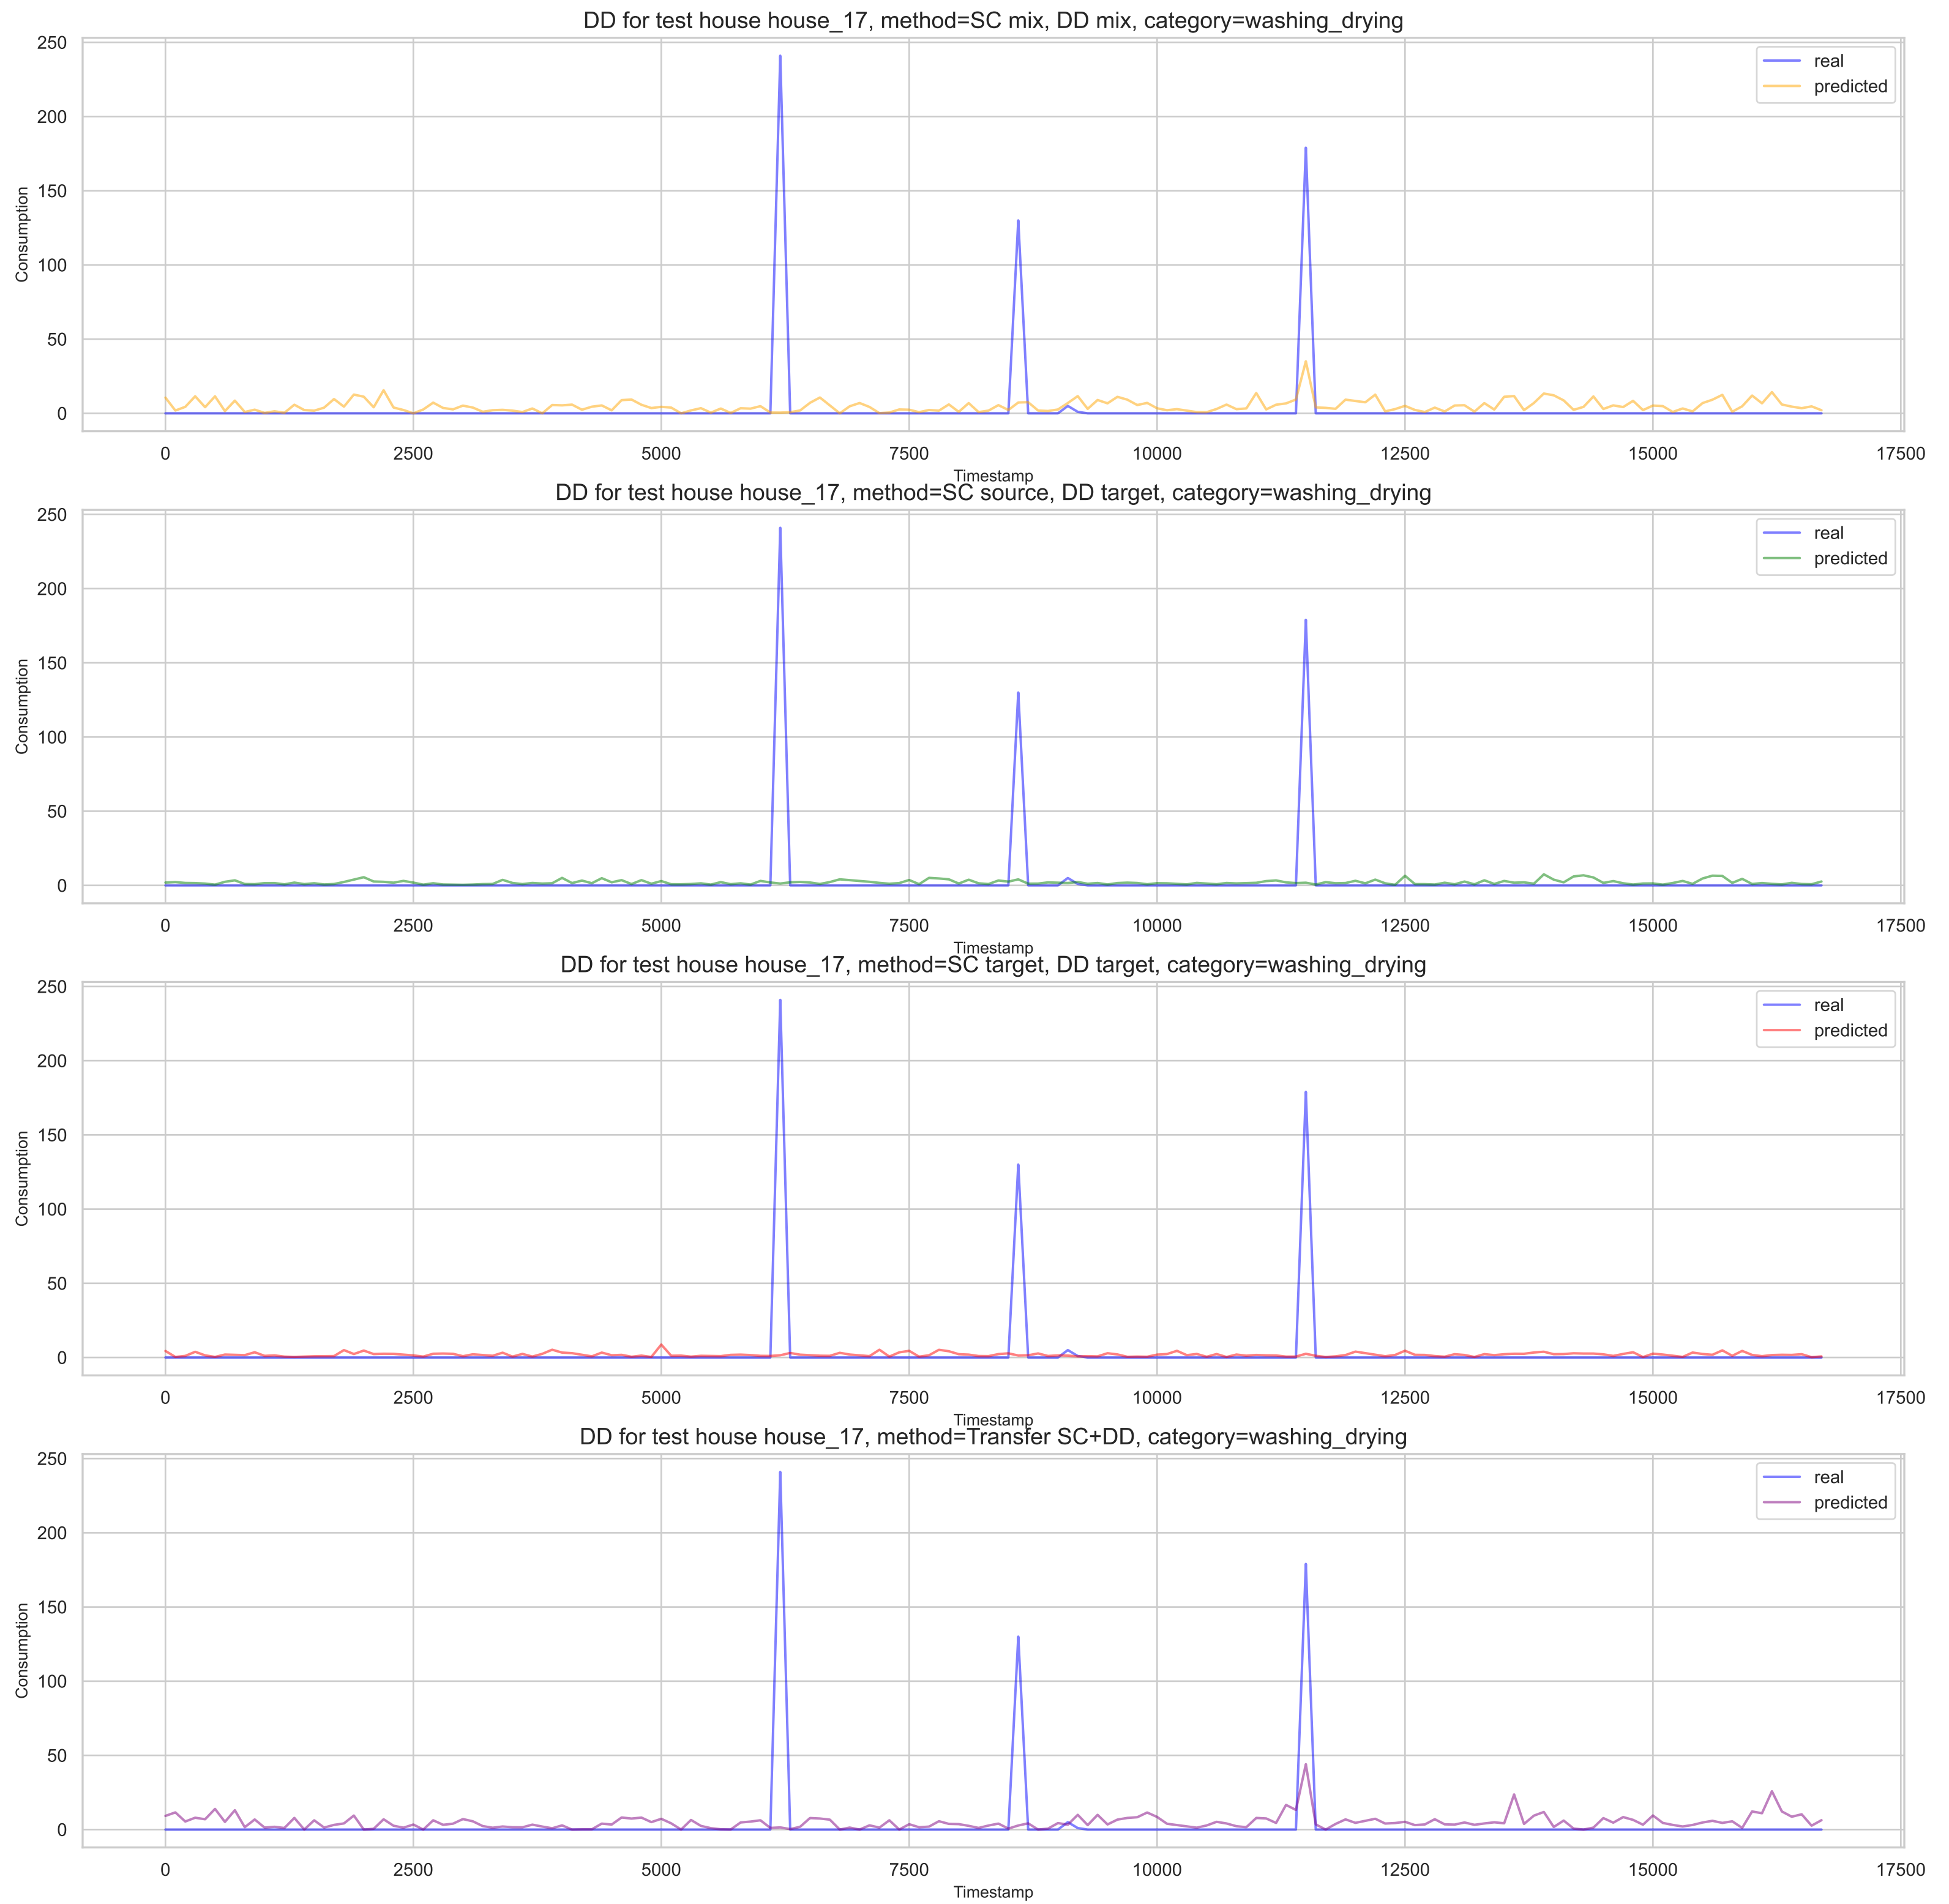 DD for test house house_17, method=SC mix, DD mix, category=washing_drying
250
200
150
100
50
0
Consumption
real
predicted
0 2500 5000 7500 10000 12500 15000 17500
Timestamp
DD for test house house_17, method=SC source, DD target, category=washing_drying
250
200
150
100
50
0
Consumption
real
predicted
0 2500 5000 7500 10000 12500 15000 17500
Timestamp
DD for test house house_17, method=SC target, DD target, category=washing_drying
250
200
150
100
50
0
Consumption
real
predicted
0 2500 5000 7500 10000 12500 15000 17500
Timestamp
DD for test house house_17, method=Transfer SC+DD, category=washing_drying
250
200
150
100
50
0
Consumption
real
predicted
0 2500 5000 7500 10000 12500 15000 17500
Timestamp